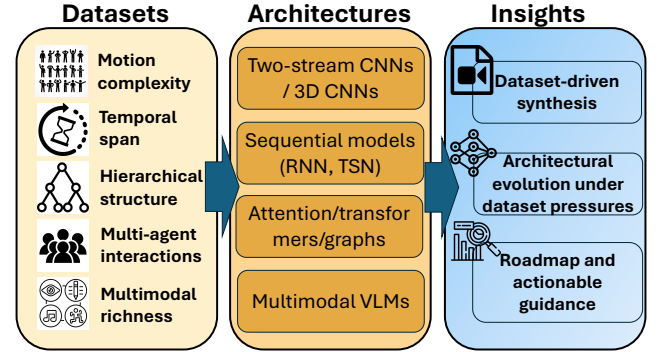 Datasets
Motion
complexity
Temporal
span
Hierarchical
structure
Multi-agent
interactions
Multimodal
richness
Architectures
Two-stream CNNs
/ 3D CNNs
Sequential models
(RNN, TSN)
Attention/transfor
mers/graphs
Multimodal VLMs
Insights
Dataset-driven
synthesis
Architectural
evolution under
dataset pressures
Roadmap and
actionable
guidance